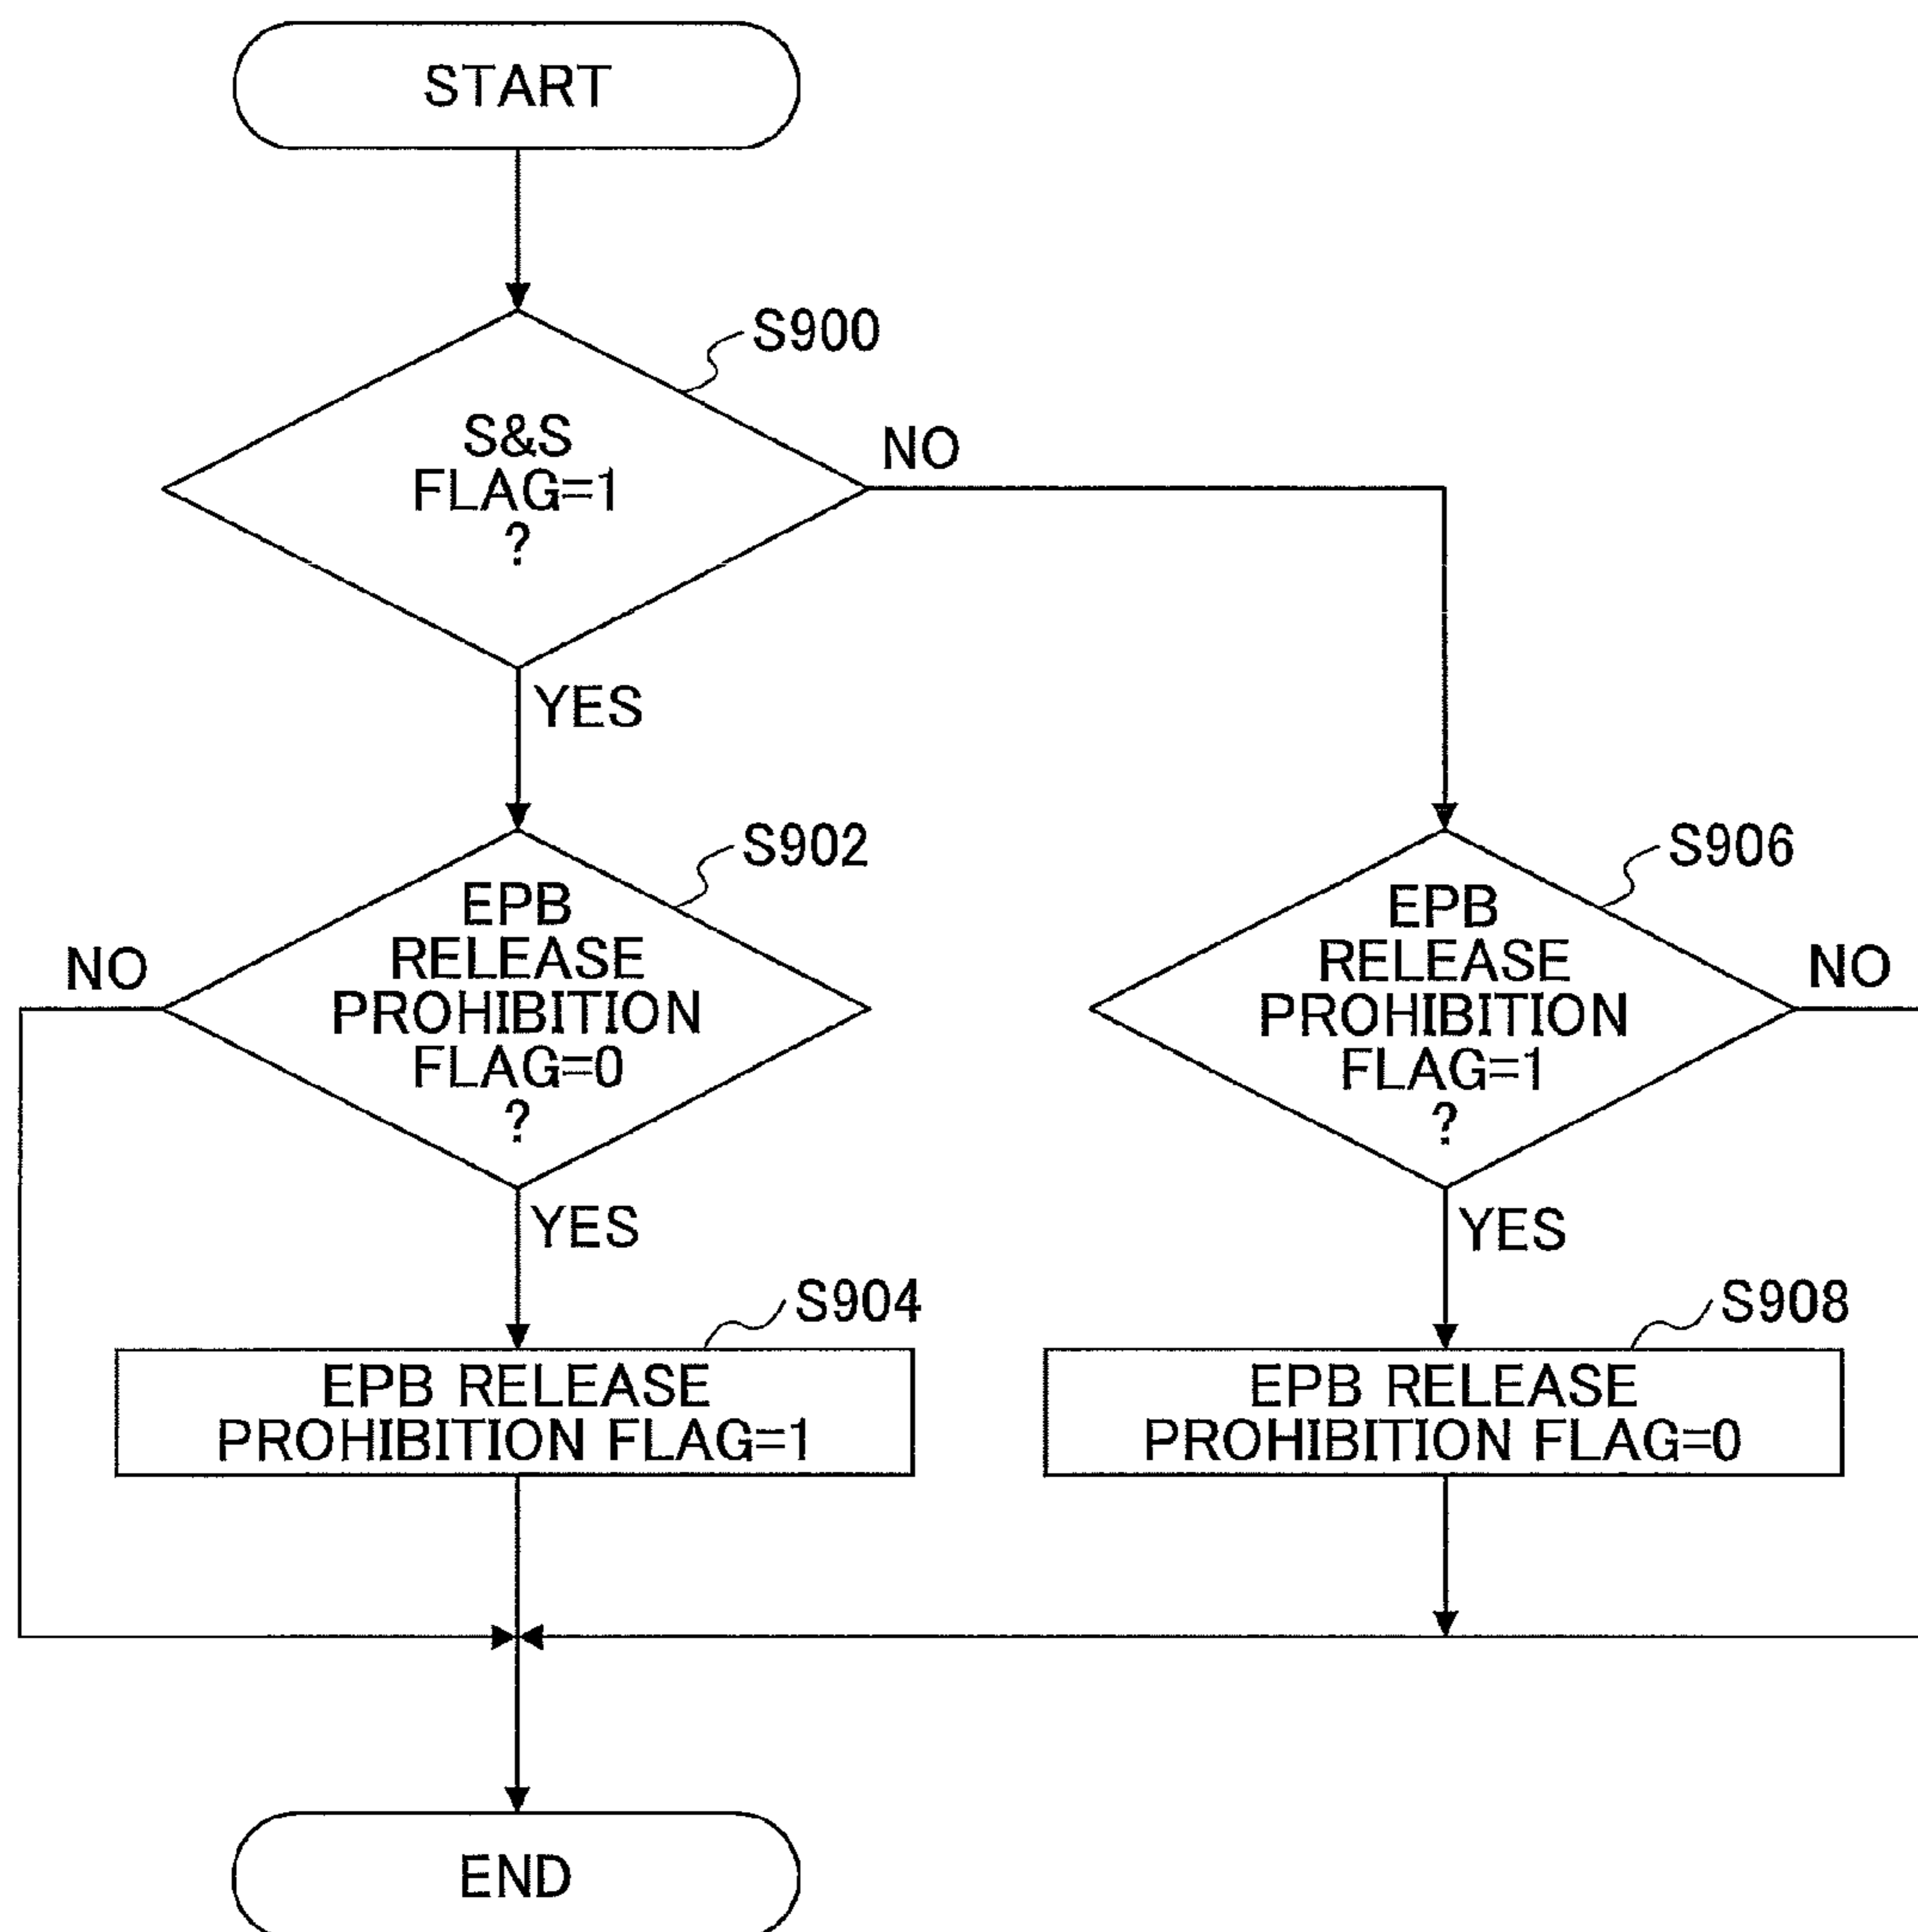 START
S900
S&S
FLAG=1
?
NO
YES
S902
EPB
RELEASE
PROHIBITION
FLAG=0
?
NO
YES
S906
EPB
RELEASE
PROHIBITION
FLAG=1
?
NO
YES
S904
EPB RELEASE
PROHIBITION FLAG=1
S908
EPB RELEASE
PROHIBITION FLAG=0
END